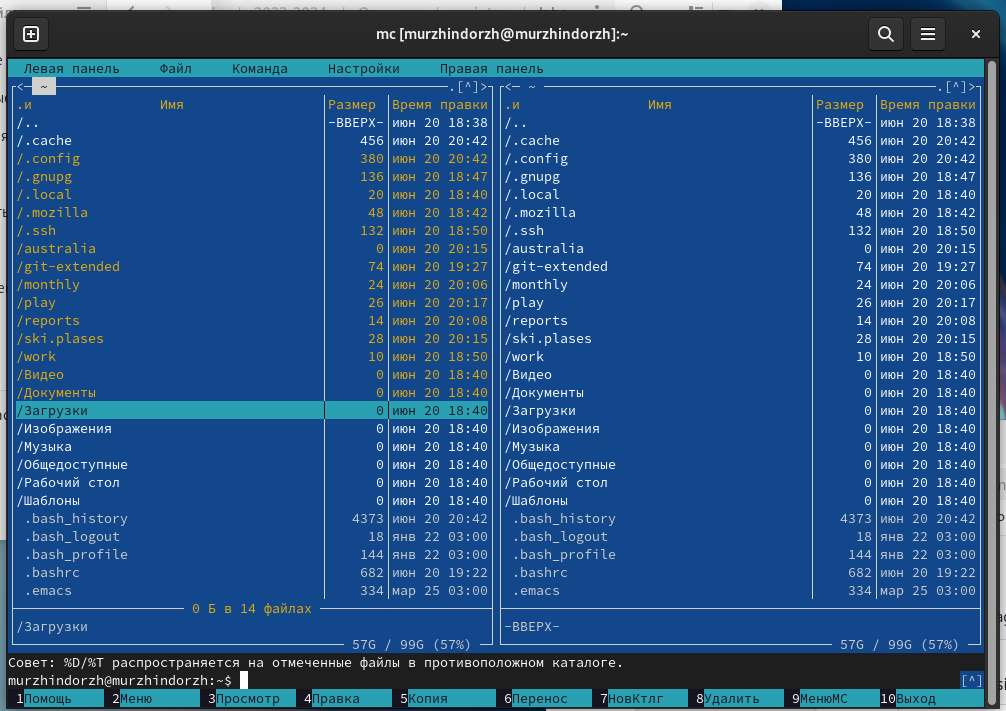 mc [murzhindorzh@murzhindorzh]:~
Левая панель Файл Команда Настройки Правая панель
<— ~ .[^]> <— ~ .[^]>
.и Имя Размер Время правки .и Имя Размер Время правки
/.. -ВВЕРХ- июн 20 18:38 /.. -ВВЕРХ- июн 20 18:38
/.cache 456 июн 20 20:42 /.cache 456 июн 20 20:42
/.config 380 июн 20 20:42 /.config 380 июн 20 20:42
/.gnupg 136 июн 20 18:47 /.gnupg 136 июн 20 18:47
/.local 20 июн 20 18:40 /.local 20 июн 20 18:40
/.mozilla 48 июн 20 18:42 /.mozilla 48 июн 20 18:42
/.ssh 132 июн 20 18:50 /.ssh 132 июн 20 18:50
/australia 0 июн 20 20:15 /australia 0 июн 20 20:15
/git-extended 74 июн 20 19:27 /git-extended 74 июн 20 19:27
/monthly 24 июн 20 20:06 /monthly 24 июн 20 20:06
/play 26 июн 20 20:17 /play 26 июн 20 20:17
/reports 14 июн 20 20:08 /reports 14 июн 20 20:08
/ski.plases 28 июн 20 20:15 /ski.plases 28 июн 20 20:15
/work 10 июн 20 18:50 /work 10 июн 20 18:50
/Видео 0 июн 20 18:40 /Видео 0 июн 20 18:40
/Документы 0 июн 20 18:40 /Документы 0 июн 20 18:40
/Загрузки 0 июн 20 18:40 /Загрузки 0 июн 20 18:40
/Изображения 0 июн 20 18:40 /Изображения 0 июн 20 18:40
/Музыка 0 июн 20 18:40 /Музыка 0 июн 20 18:40
/Общедоступные 0 июн 20 18:40 /Общедоступные 0 июн 20 18:40
/Рабочий стол 0 июн 20 18:40 /Рабочий стол 0 июн 20 18:40
/Шаблоны 0 июн 20 18:40 /Шаблоны 0 июн 20 18:40
.bash_history 4373 июн 20 20:42 .bash_history 4373 июн 20 20:42
.bash_logout 18 янв 22 03:00 .bash_logout 18 янв 22 03:00
.bash_profile 144 янв 22 03:00 .bash_profile 144 янв 22 03:00
.bashrc 682 июн 20 19:22 .bashrc 682 июн 20 19:22
.emacs 334 мар 25 03:00 .emacs 334 мар 25 03:00
0 Б в 14 файлах
/Загрузки -ВВЕРХ-
57G / 99G (57%) 57G / 99G (57%)
Совет: %D/%T распространяется на отмеченные файлы в противоположном каталоге.
murzhindorzh@murzhindorzh:~$ [^]
1Помощь 2Меню 3Просмотр 4Правка 5Копия 6Перенос 7НовКтлг 8Удалить 9МенюМС 10Выход